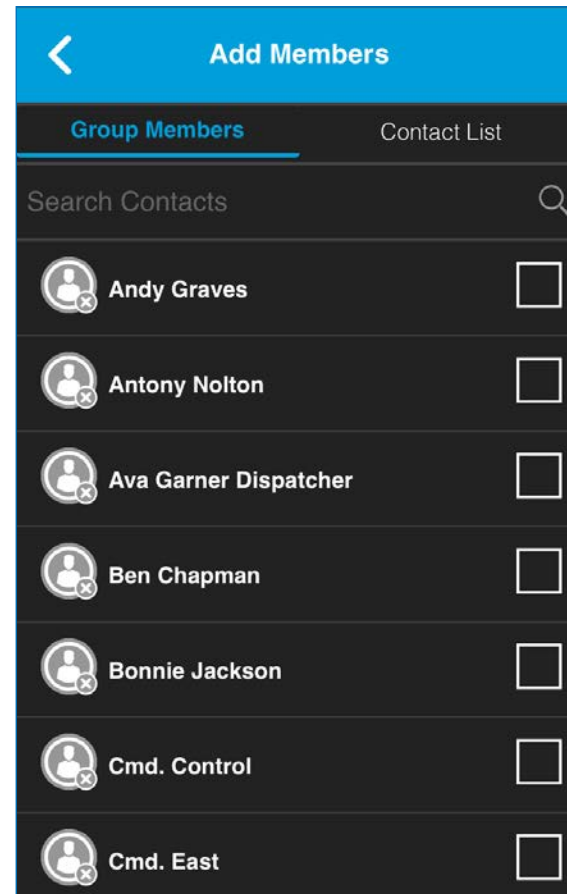 Add Members
Group Members Contact List
Search Contacts
Andy Graves
Antony Nolton
Ava Garner Dispatcher
Ben Chapman
Bonnie Jackson
Cmd. Control
Cmd. East